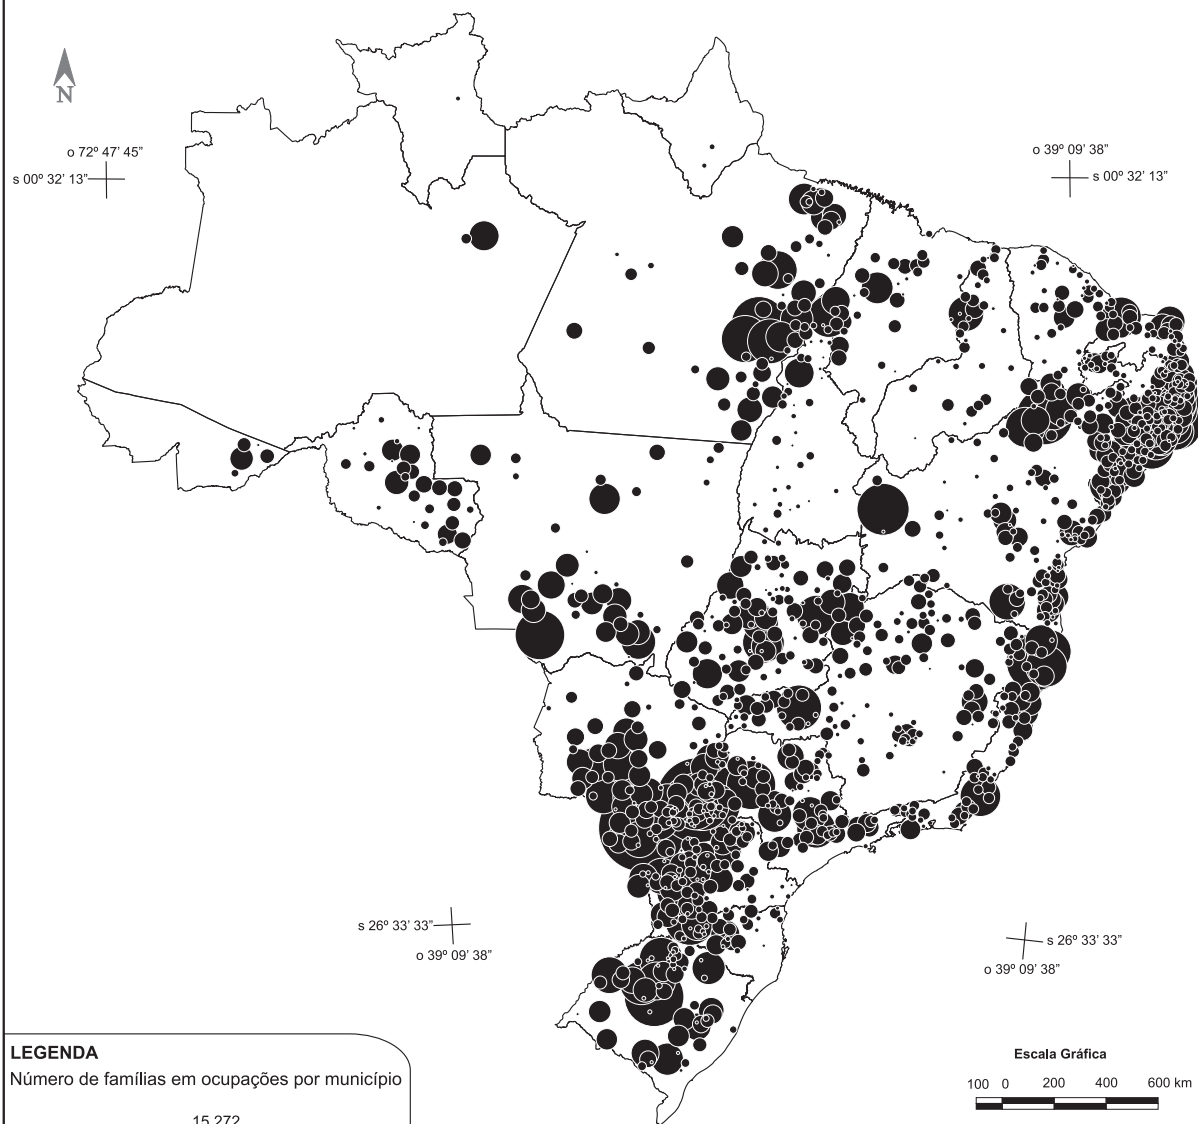 N
o 72º 47' 45"
s 00º 32' 13"
o 39º 09' 38"
s 00º 32' 13"
s 26º 33' 33"
o 39º 09' 38"
s 26º 33' 33"
o 39º 09' 38"
LEGENDA
Número de famílias em ocupações por município
15.272
Escala Gráfica
100 0 200 400 600 km